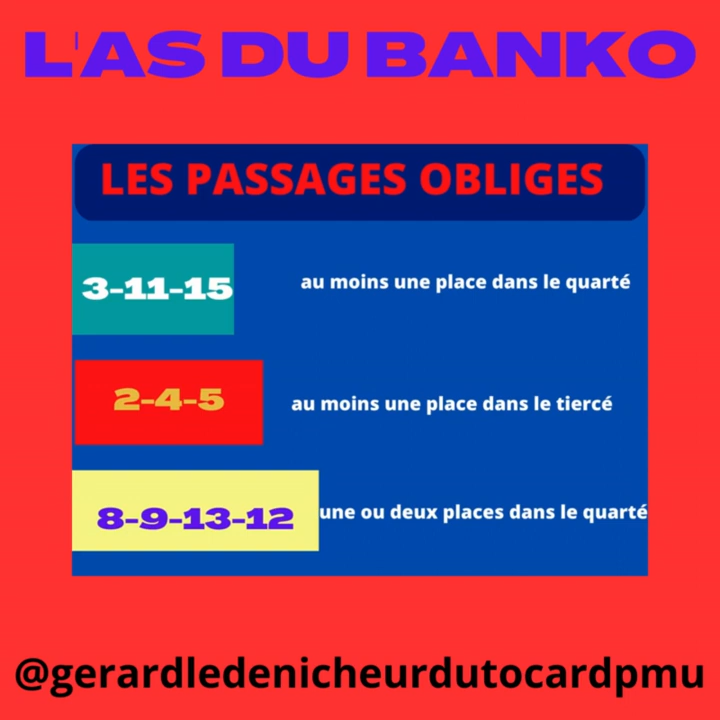 L'AS DU BANKO
LES PASSAGES OBLIGES
3-11-15
au moins une place dans le quarté
2-4-5
au moins une place dans le tiercé
8-9-13-12
une ou deux places dans le quarté
@gerardledenicheurdutocardpmu